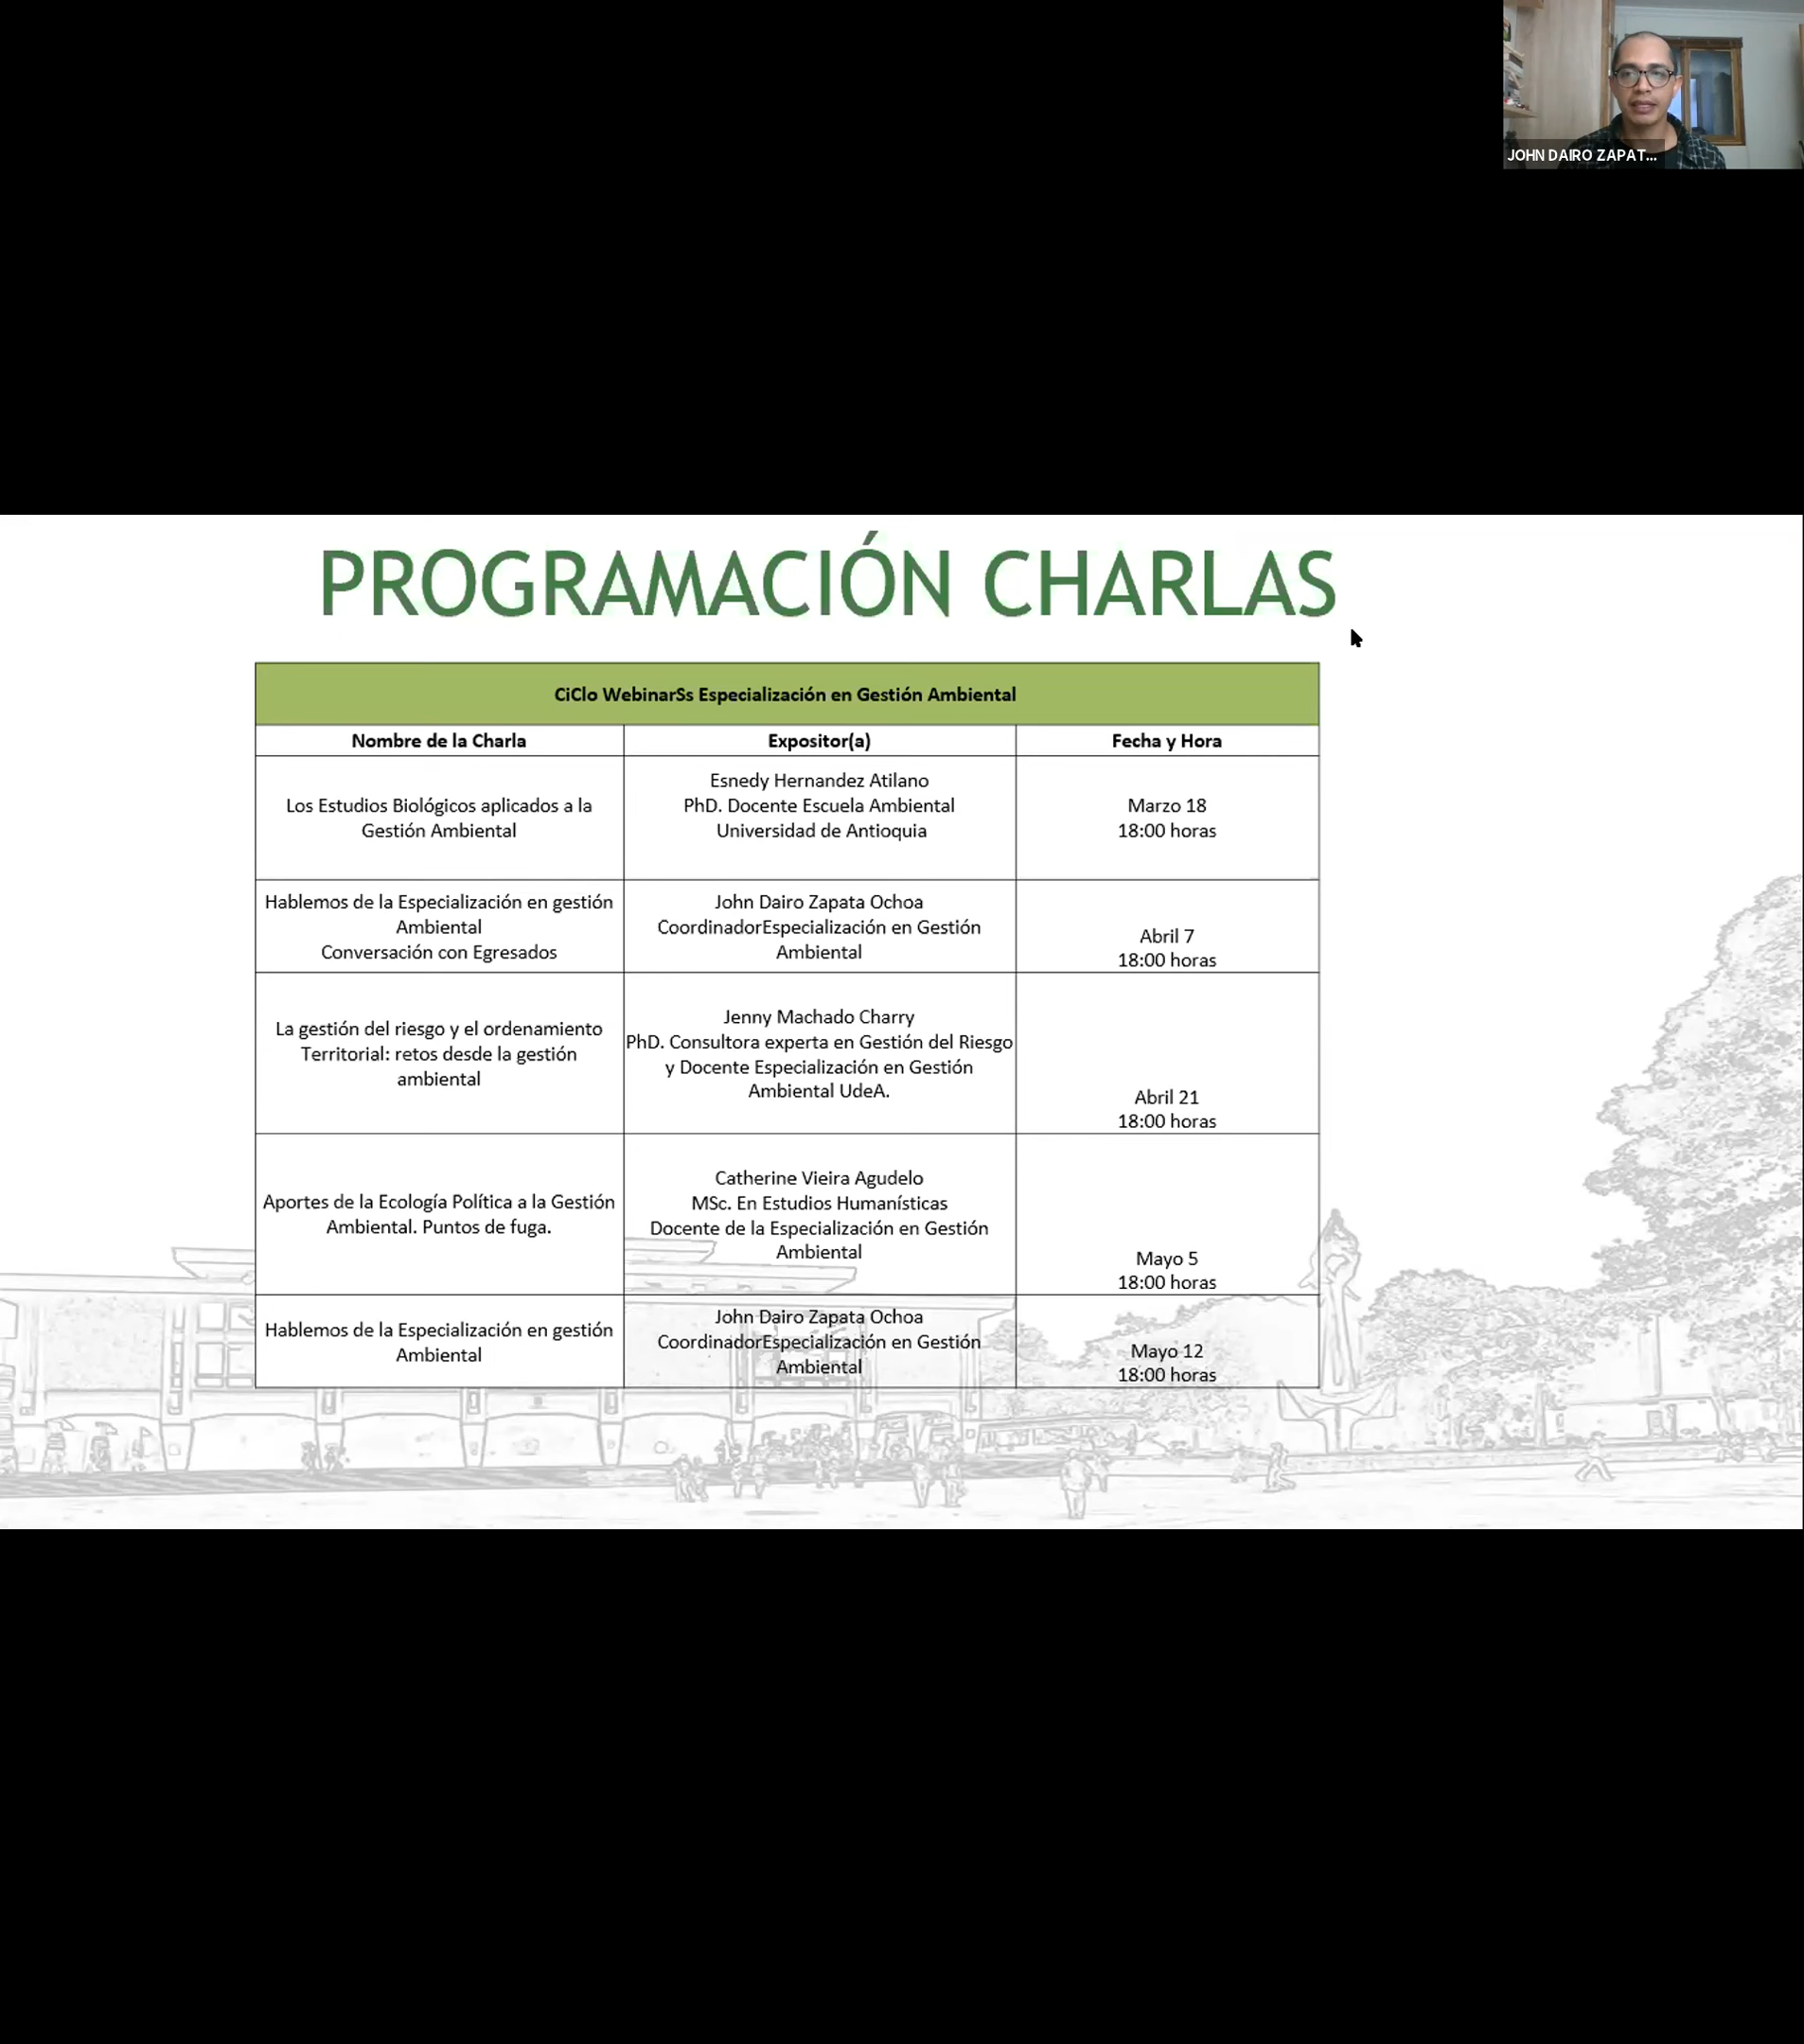 JOHN DAIRO ZAPAT...
PROGRAMACIÓN CHARLAS
CiClo WebinarSs Especialización en Gestión Ambiental
Nombre de la Charla
Expositor(a)
Fecha y Hora
Los Estudios Biológicos aplicados a la
Gestión Ambiental
Esnedy Hernandez Atilano
PhD. Docente Escuela Ambiental
Universidad de Antioquia
Marzo 18
18:00 horas
Hablemos de la Especialización en gestión
Ambiental
Conversación con Egresados
John Dairo Zapata Ochoa
CoordinadorEspecialización en Gestión
Ambiental
Abril 7
18:00 horas
La gestión del riesgo y el ordenamiento
Territorial: retos desde la gestión
ambiental
Jenny Machado Charry
PhD. Consultora experta en Gestión del Riesgo
y Docente Especialización en Gestión
Ambiental UdeA.
Abril 21
18:00 horas
Aportes de la Ecología Política a la Gestión
Ambiental. Puntos de fuga.
Catherine Vieira Agudelo
MSc. En Estudios Humanísticas
Docente de la Especialización en Gestión
Ambiental
Mayo 5
18:00 horas
Hablemos de la Especialización en gestión
Ambiental
John Dairo Zapata Ochoa
CoordinadorEspecialización en Gestión
Ambiental
Mayo 12
18:00 horas